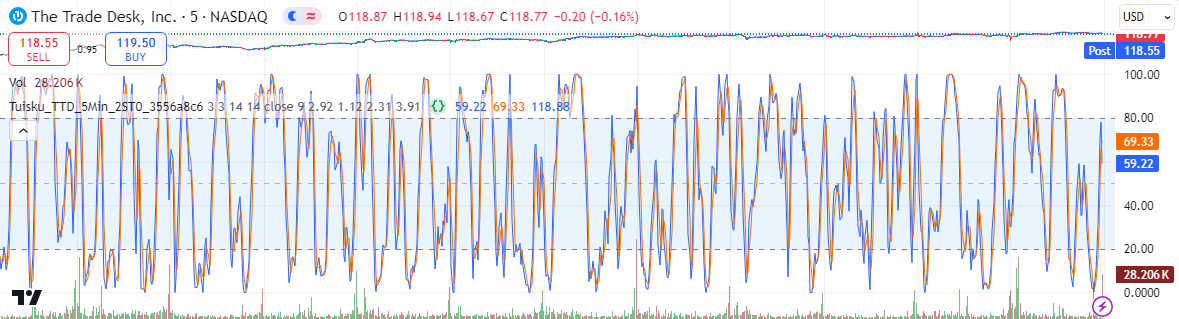 The Trade Desk, Inc. · 5 · NASDAQ O118.87 H118.94 L118.67 C118.77 −0.20 (−0.16%) USD
118.55 SELL 0.95 119.50 BUY
118.77
Post 118.55
Vol 28.206 K
100.00
Tuisku_TTD_5Min_2ST0_3556a8c6 3 3 14 14 close 9 2.92 1.12 2.31 3.91 59.22 69.33 118.88
80.00
69.33
59.22
40.00
20.00
28.206 K
0.0000